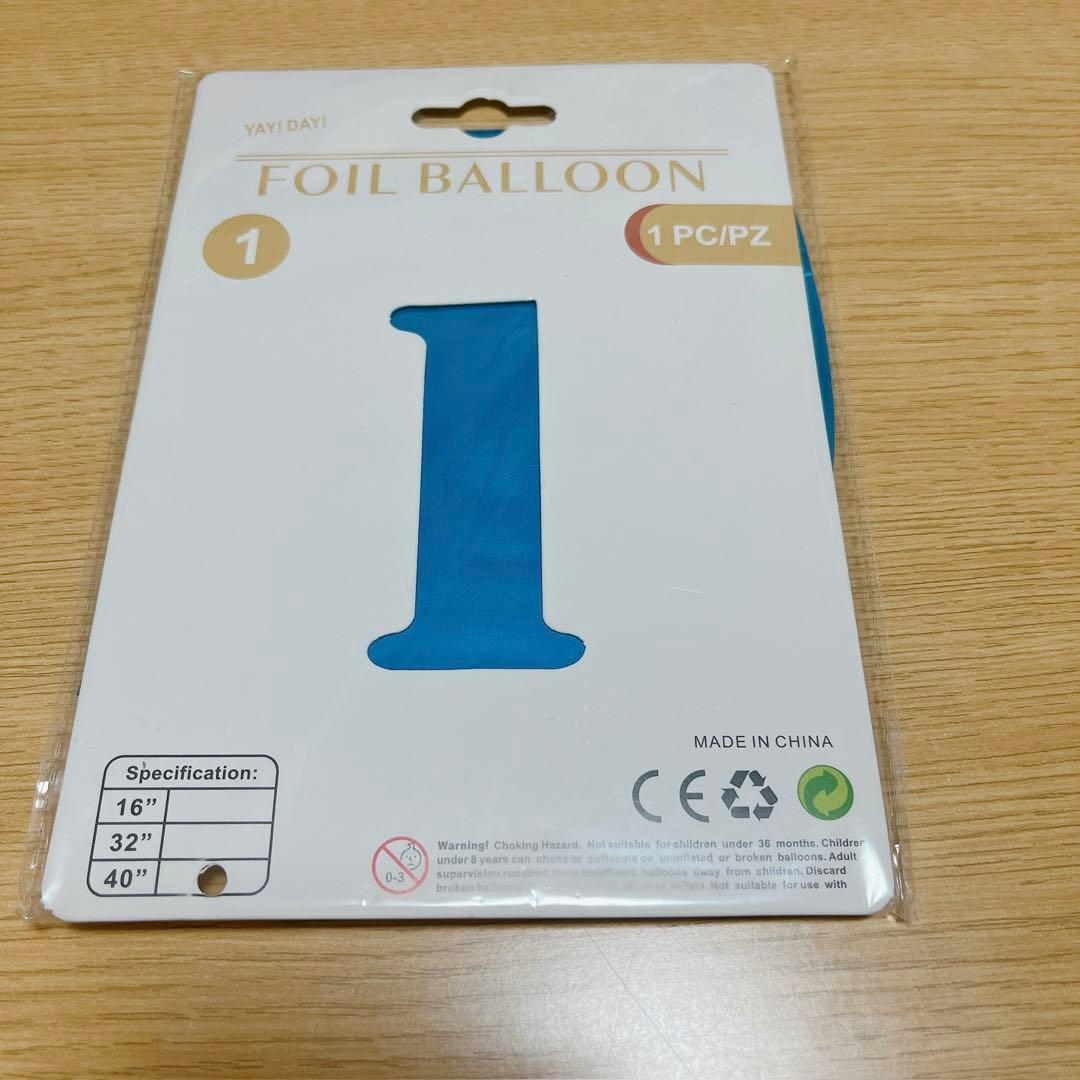 YAY! DAY!
FOIL BALLOON
1
1 PC/PZ
MADE IN CHINA
Specification:
16”
32”
40”
CE
0-3
Warning! Choking Hazard. Not suitable for children under 36 months. Children
under 8 years can choke or suffocate on uninflated or broken balloons. Adult
supervision required. Keep uninflated balloons away from children. Discard
broken
Not suitable for use with